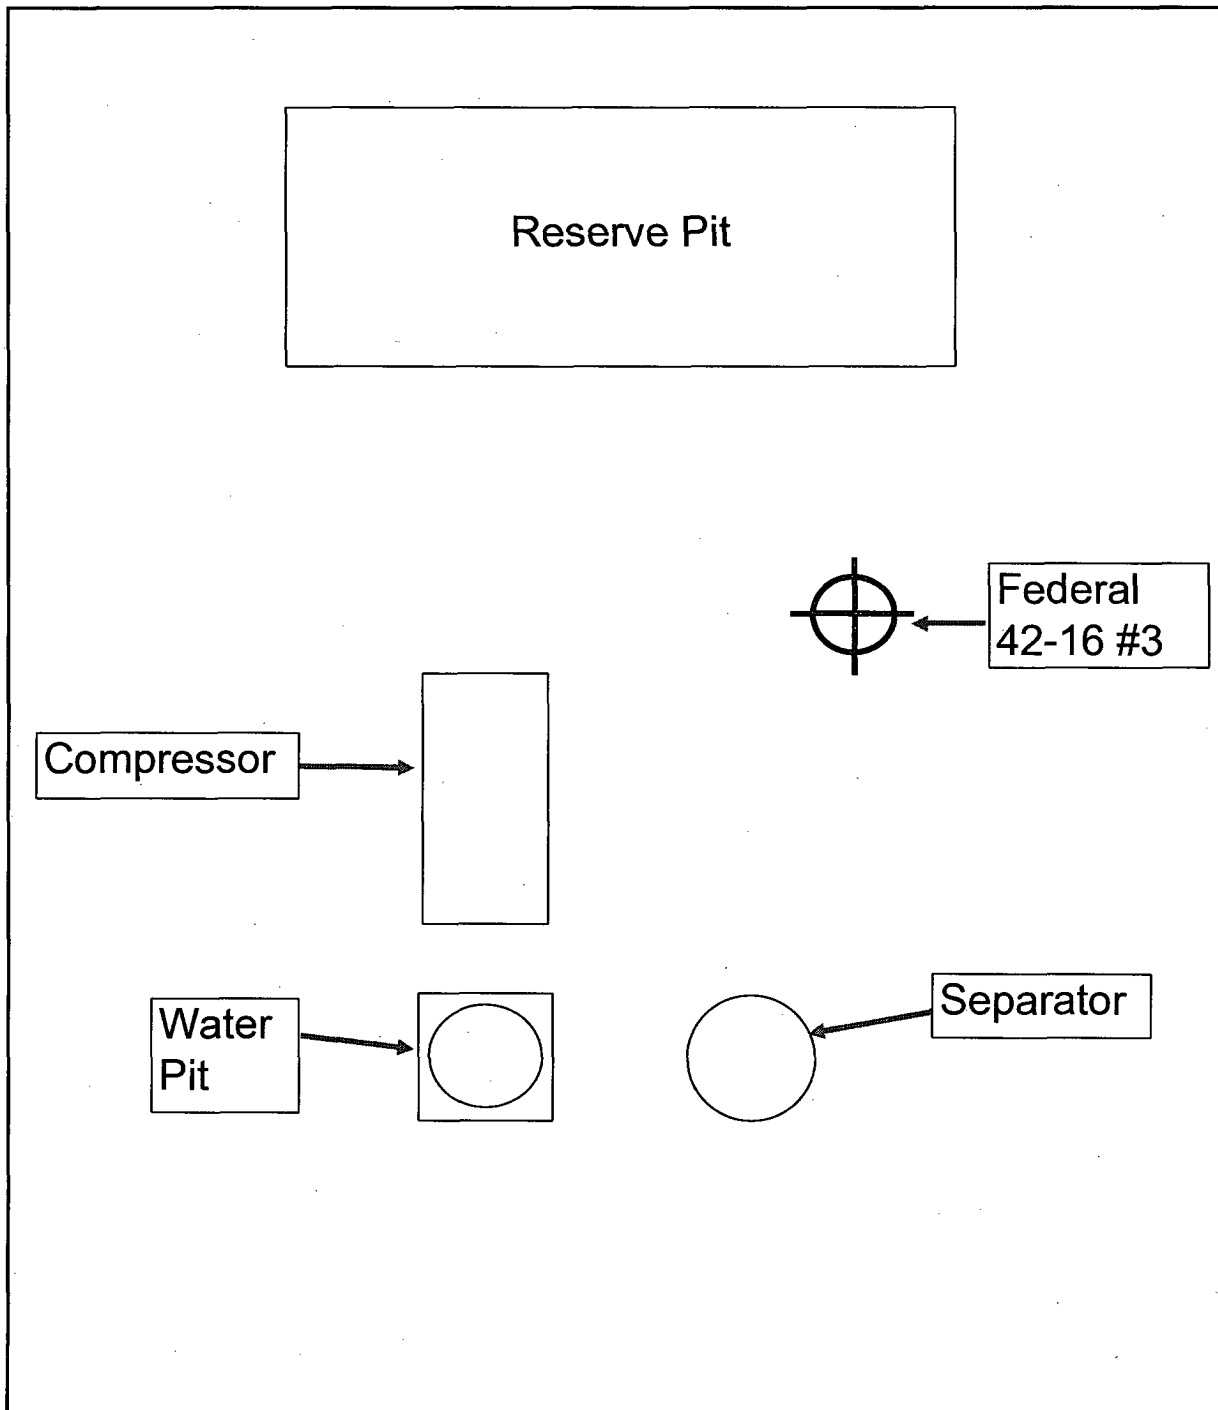 Reserve Pit
Federal
42-16 #3
Compressor
Separator
Water
Pit